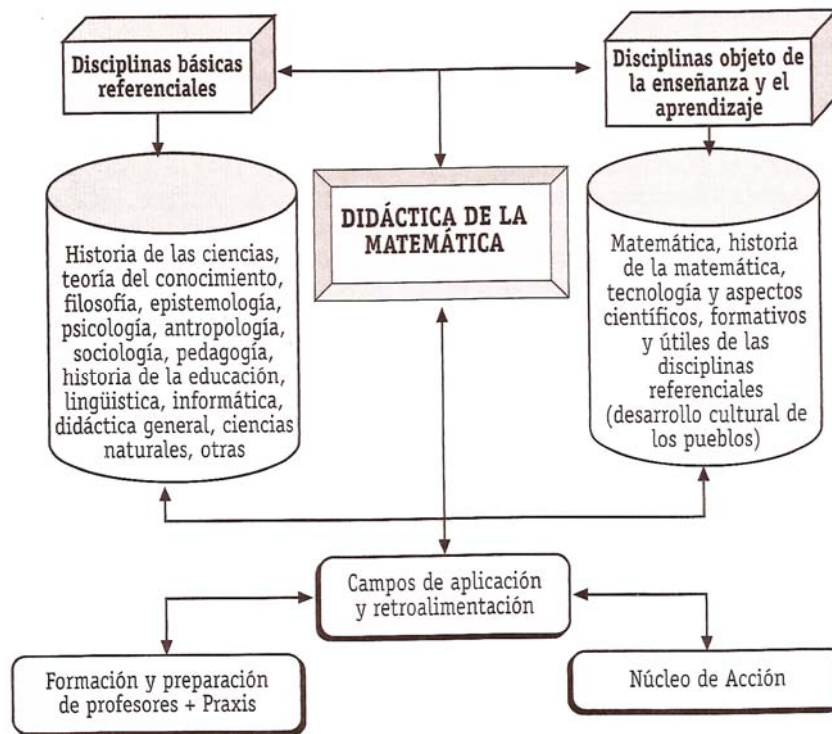 Disciplinas básicas
referenciales
Disciplinas objeto de
la enseñanza y el
aprendizaje
DIDÁCTICA DE LA
MATEMÁTICA
Historia de las ciencias,
teoría del conocimiento,
filosofía, epistemología,
psicología, antropología,
sociología, pedagogía,
historia de la educación,
lingüistica, informática,
didáctica general, ciencias
naturales, otras
Matemática, historia
de la matemática,
tecnología y aspectos
científicos, formativos
y útiles de las
disciplinas
referenciales
(desarrollo cultural de
los pueblos)
Campos de aplicación
y retroalimentación
Formación y preparación
de profesores + Praxis
Núcleo de Acción